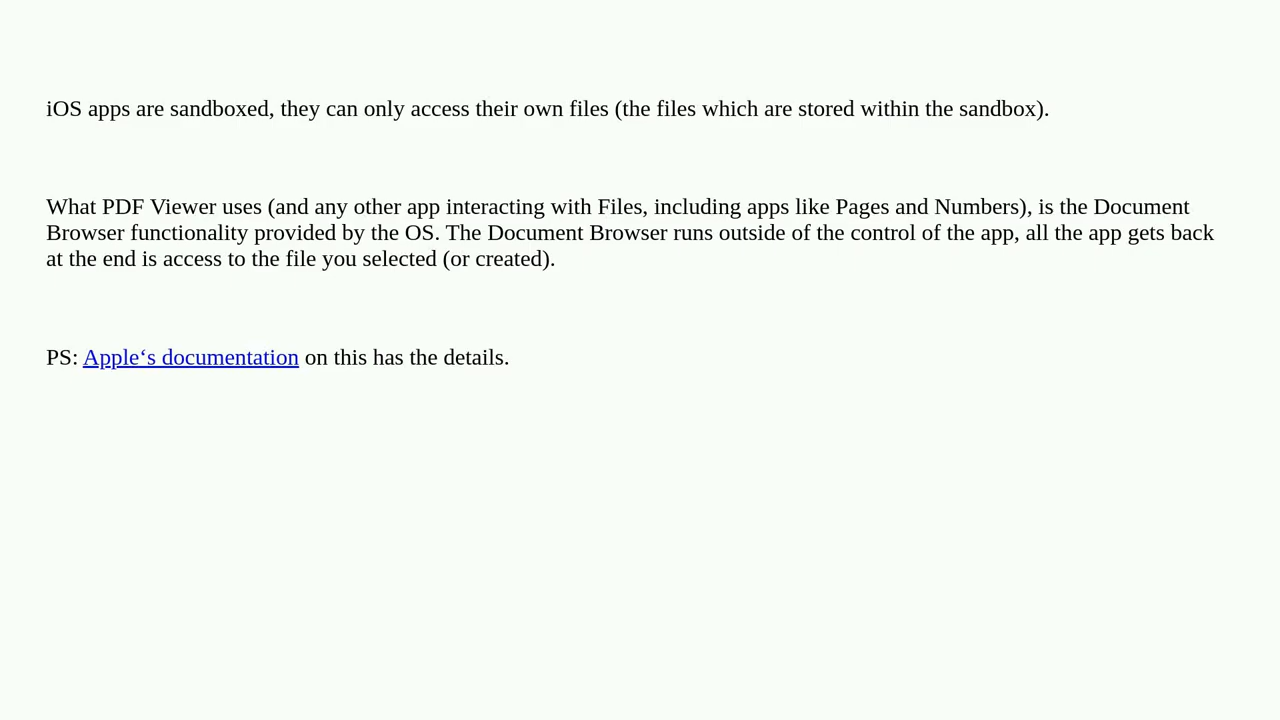 iOS apps are sandboxed, they can only access their own files (the files which are stored within the sandbox).
What PDF Viewer uses (and any other app interacting with Files, including apps like Pages and Numbers), is the Document
Browser functionality provided by the OS. The Document Browser runs outside of the control of the app, all the app gets back
at the end is access to the file you selected (or created).
PS: Apple‘s documentation on this has the details.